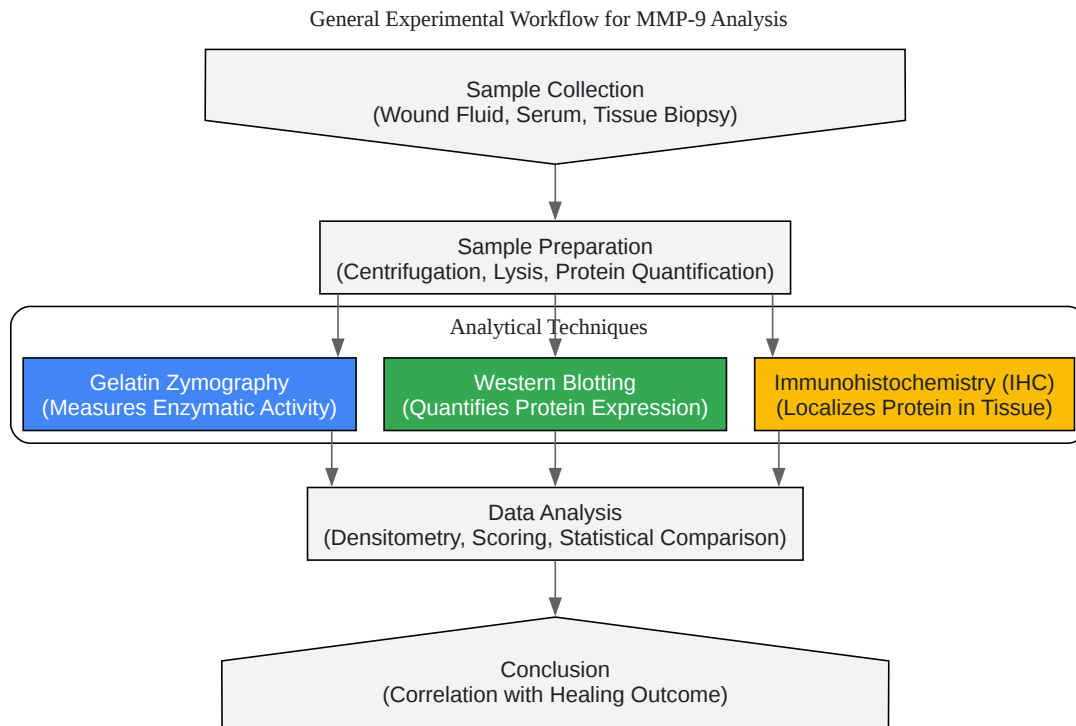 General Experimental Workflow for MMP-9 Analysis
Sample Collection
(Wound Fluid, Serum, Tissue Biopsy)
Sample Preparation
(Centrifugation, Lysis, Protein Quantification)
Analytical Techniques
Gelatin Zymography
(Measures Enzymatic Activity)
Western Blotting
(Quantifies Protein Expression)
Immunohistochemistry (IHC)
(Localizes Protein in Tissue)
Data Analysis
(Densitometry, Scoring, Statistical Comparison)
Conclusion
(Correlation with Healing Outcome)